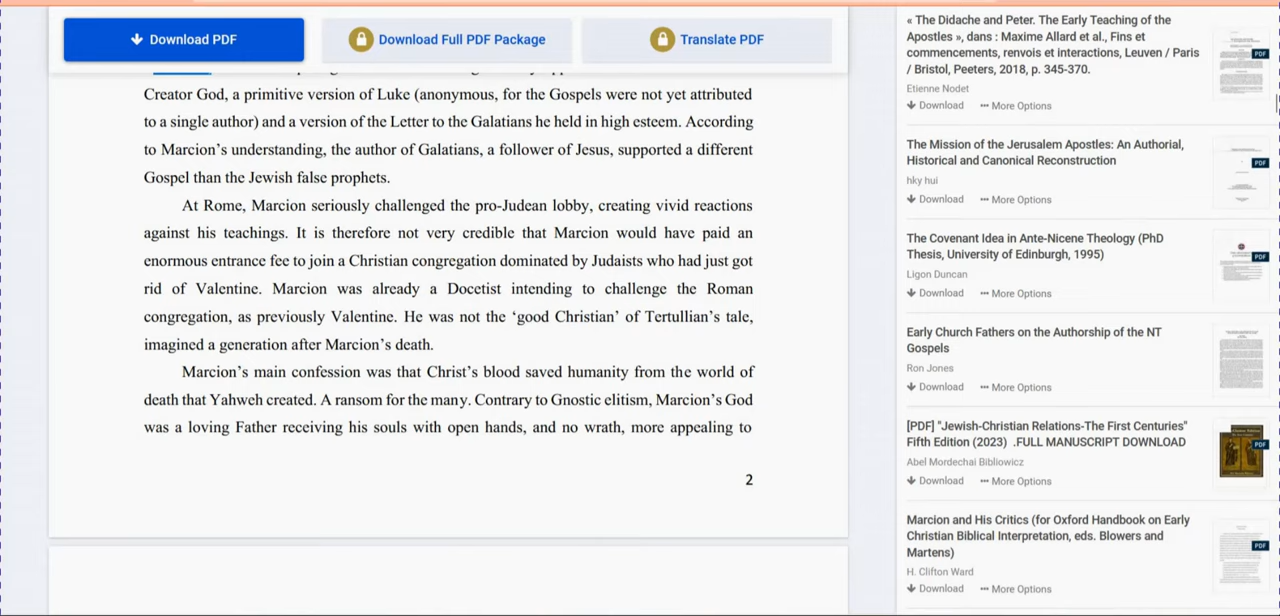 Download PDF
Download Full PDF Package
Translate PDF
Creator God, a primitive version of Luke (anonymous, for the Gospels were not yet attributed
to a single author) and a version of the Letter to the Galatians he held in high esteem. According
to Marcion’s understanding, the author of Galatians, a follower of Jesus, supported a different
Gospel than the Jewish false prophets.
At Rome, Marcion seriously challenged the pro-Judean lobby, creating vivid reactions
against his teachings. It is therefore not very credible that Marcion would have paid an
enormous entrance fee to join a Christian congregation dominated by Judaists who had just got
rid of Valentine. Marcion was already a Docetist intending to challenge the Roman
congregation, as previously Valentine. He was not the ‘good Christian’ of Tertullian’s tale,
imagined a generation after Marcion’s death.
Marcion’s main confession was that Christ’s blood saved humanity from the world of
death that Yahweh created. A ransom for the many. Contrary to Gnostic elitism, Marcion’s God
was a loving Father receiving his souls with open hands, and no wrath, more appealing to
2
« The Didache and Peter. The Early Teaching of the
Apostles », dans : Maxime Allard et al., Fins et
commencements, renvois et interactions, Leuven / Paris
/ Bristol, Peeters, 2018, p. 345-370.
Etienne Nodet
Download ••• More Options
PDF
The Mission of the Jerusalem Apostles: An Authorial,
Historical and Canonical Reconstruction
hky hui
Download ••• More Options
PDF
The Covenant Idea in Ante-Nicene Theology (PhD
Thesis, University of Edinburgh, 1995)
Ligon Duncan
Download ••• More Options
PDF
Early Church Fathers on the Authorship of the NT
Gospels
Ron Jones
Download ••• More Options
[PDF] "Jewish-Christian Relations-The First Centuries"
Fifth Edition (2023) .FULL MANUSCRIPT DOWNLOAD
Abel Mordechai Bibliowicz
Download ••• More Options
PDF
Marcion and His Critics (for Oxford Handbook on Early
Christian Biblical Interpretation, eds. Blowers and
Martens)
H. Clifton Ward
Download ••• More Options
PDF